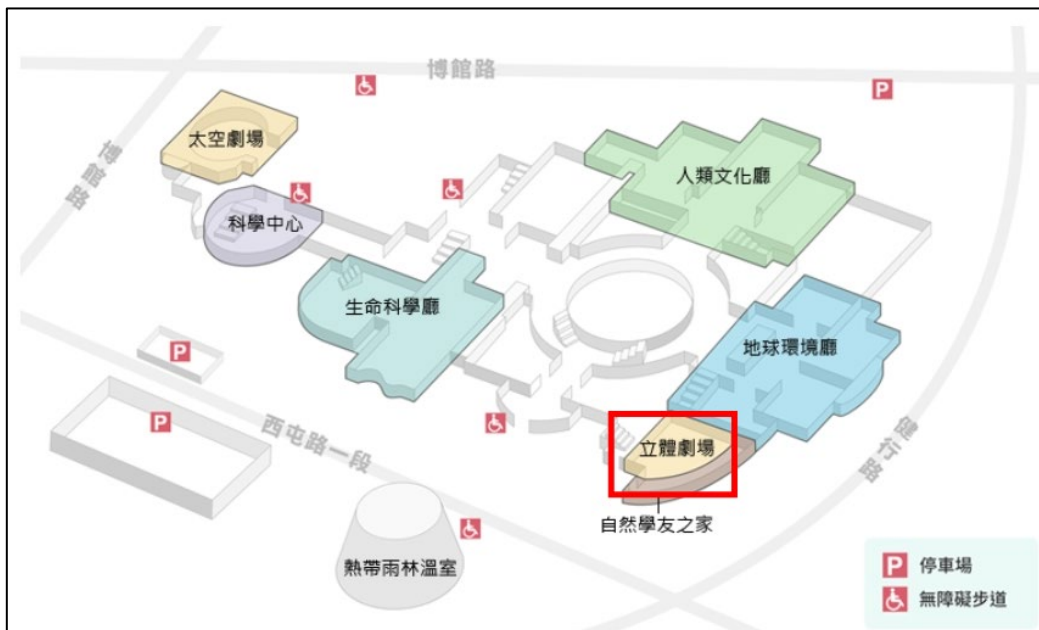 博館路
太空劇場
博館路
人類文化廳
科學中心
生命科學廳
地球環境廳
P
P
P
西屯路一段
立體劇場
健行路
自然學友之家
熱帶雨林溫室
P 停車場
無障礙步道